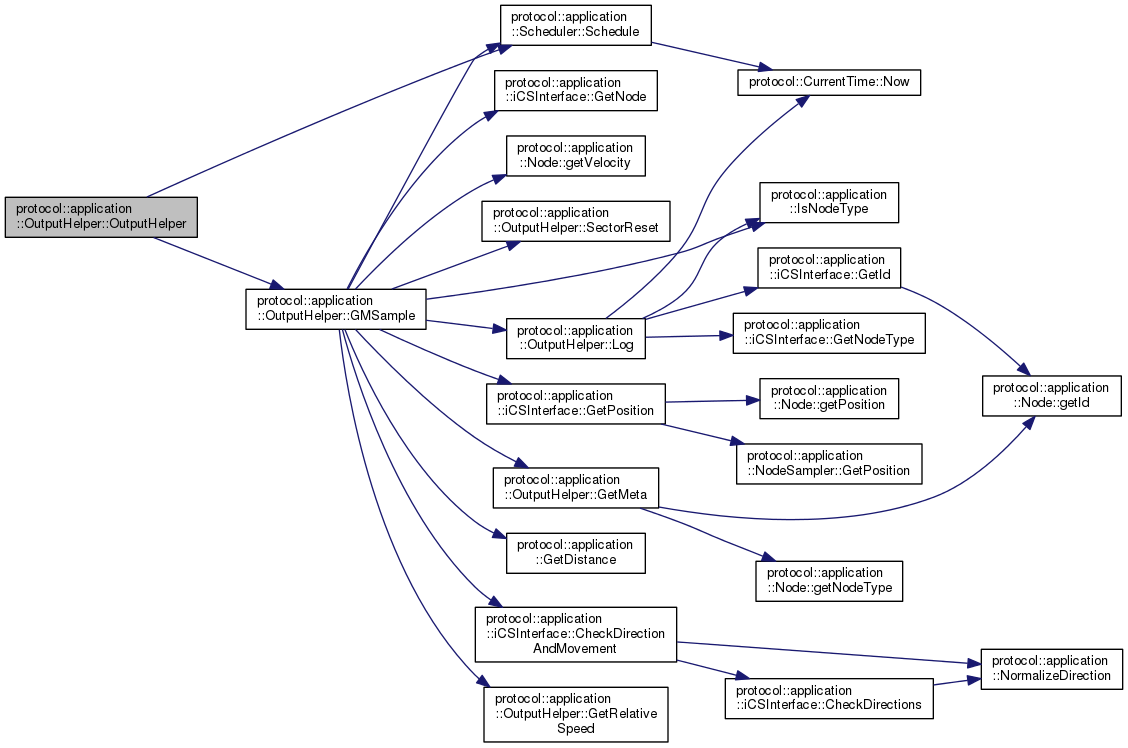 protocol::application
::Scheduler::Schedule
protocol::CurrentTime::Now
protocol::application
::iCSInterface::GetNode
protocol::application
::Node::getVelocity
protocol::application
::IsNodeType
protocol::application
::OutputHelper::OutputHelper
protocol::application
::OutputHelper::SectorReset
protocol::application
::iCSInterface::GetId
protocol::application
::OutputHelper::GMSample
protocol::application
::OutputHelper::Log
protocol::application
::iCSInterface::GetNodeType
protocol::application
::iCSInterface::GetPosition
protocol::application
::Node::getPosition
protocol::application
::Node::getId
protocol::application
::NodeSampler::GetPosition
protocol::application
::OutputHelper::GetMeta
protocol::application
::GetDistance
protocol::application
::Node::getNodeType
protocol::application
::iCSInterface::CheckDirection
AndMovement
protocol::application
::NormalizeDirection
protocol::application
::iCSInterface::CheckDirections
protocol::application
::OutputHelper::GetRelative
Speed